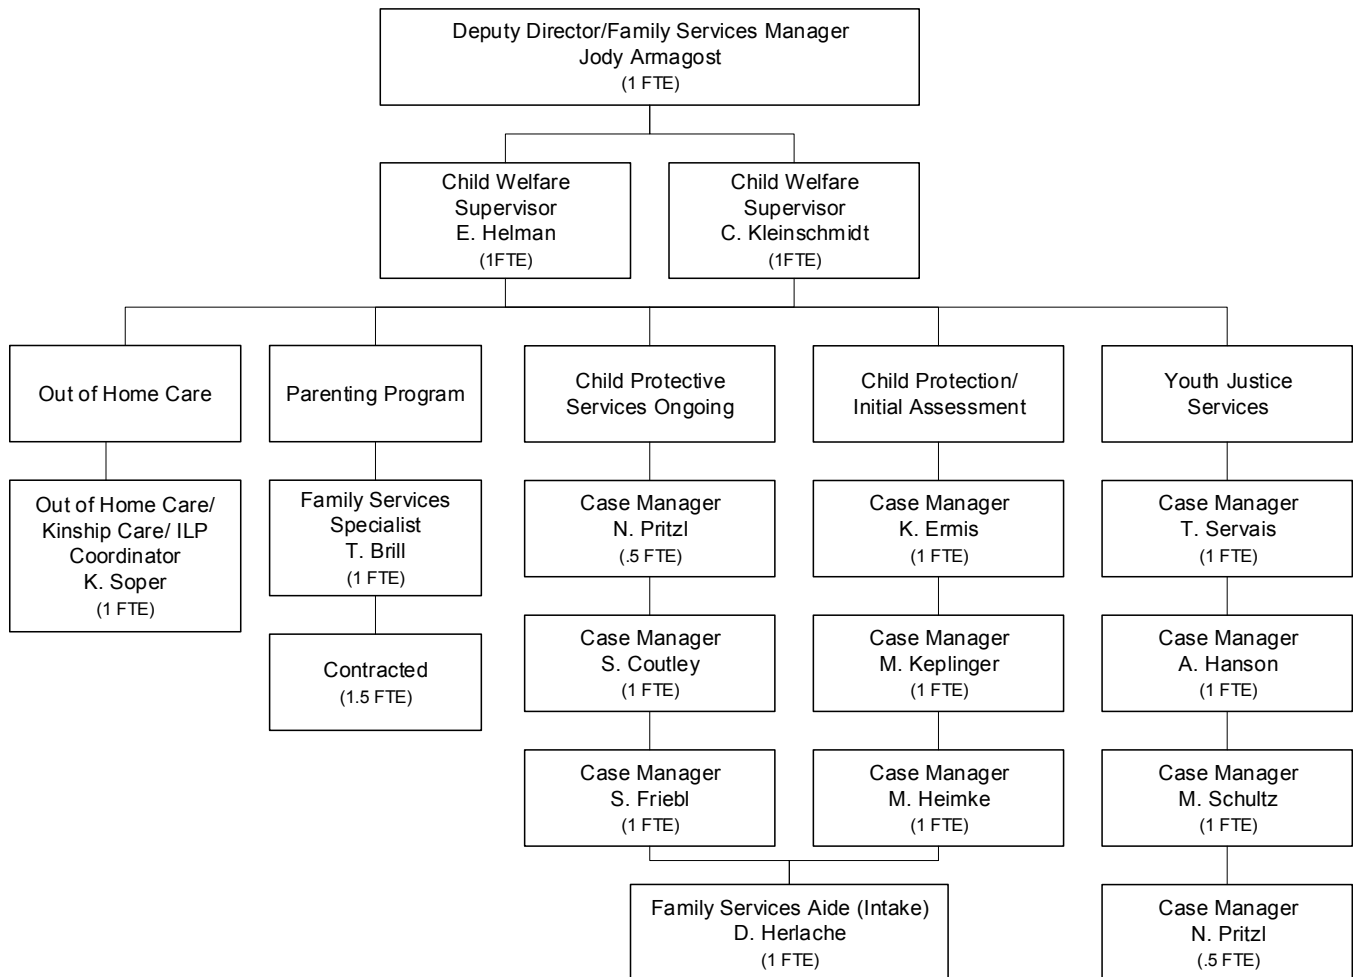 Deputy Director/Family Services Manager
Jody Armagost
(1 FTE)
Child Welfare
Supervisor
E. Helman
(1FTE)
Child Welfare
Supervisor
C. Kleinschmidt
(1FTE)
Out of Home Care
Parenting Program
Child Protective
Services Ongoing
Child Protection/
Initial Assessment
Youth Justice
Services
Out of Home Care/
Kinship Care/ ILP
Coordinator
K. Soper
(1 FTE)
Family Services
Specialist
T. Brill
(1 FTE)
Case Manager
N. Pritzl
(.5 FTE)
Case Manager
K. Ermis
(1 FTE)
Case Manager
T. Servais
(1 FTE)
Contracted
(1.5 FTE)
Case Manager
S. Coutley
(1 FTE)
Case Manager
M. Keplinger
(1 FTE)
Case Manager
A. Hanson
(1 FTE)
Case Manager
S. Friebl
(1 FTE)
Case Manager
M. Heimke
(1 FTE)
Case Manager
M. Schultz
(1 FTE)
Family Services Aide (Intake)
D. Herlache
(1 FTE)
Case Manager
N. Pritzl
(.5 FTE)